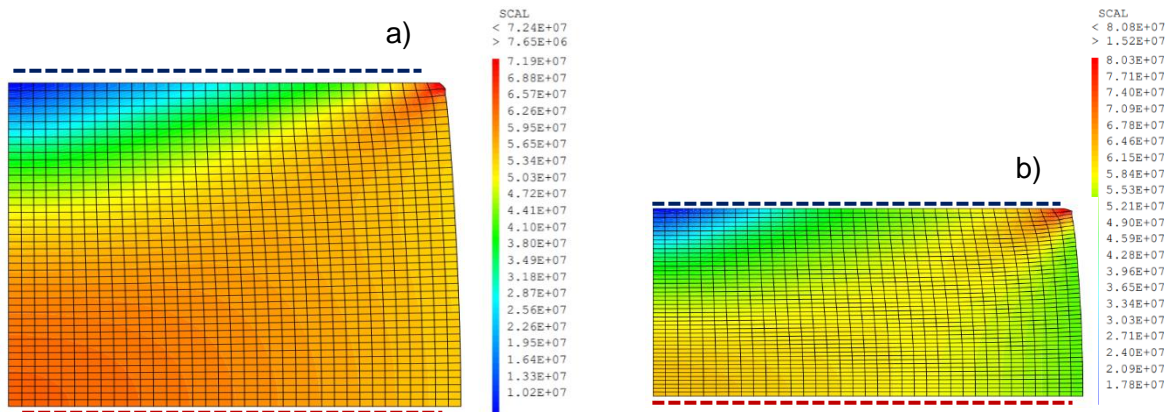 a)
SCAL
< 7.24E+07
> 7.65E+06
7.19E+07
6.88E+07
6.57E+07
6.26E+07
5.95E+07
5.65E+07
5.34E+07
5.03E+07
4.72E+07
4.41E+07
4.10E+07
3.80E+07
3.49E+07
3.18E+07
2.87E+07
2.56E+07
2.26E+07
1.95E+07
1.64E+07
1.33E+07
1.02E+07
b)
SCAL
< 8.08E+07
> 1.52E+07
8.03E+07
7.71E+07
7.40E+07
7.09E+07
6.78E+07
6.46E+07
6.15E+07
5.84E+07
5.53E+07
5.21E+07
4.90E+07
4.59E+07
4.28E+07
3.96E+07
3.65E+07
3.34E+07
3.03E+07
2.71E+07
2.40E+07
2.09E+07
1.78E+07